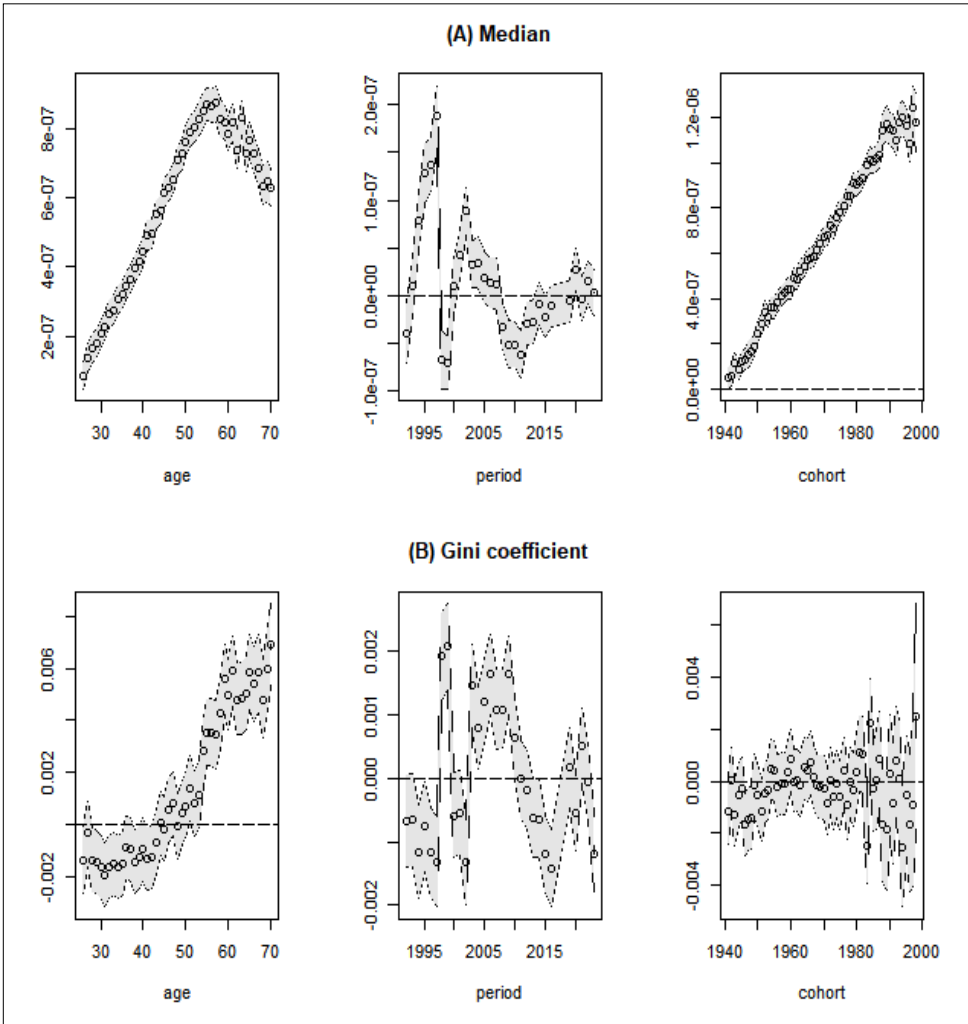 (A) Median
2e-07 4e-07 6e-07 8e-07
30 40 50 60 70
age
-1.0e-07 0.0e+00 1.0e-07 2.0e-07
1995 2005 2015
period
0.0e+00 4.0e-07 8.0e-07 1.2e-06
1940 1960 1980 2000
cohort
(B) Gini coefficient
-0.002 0.002 0.006
30 40 50 60 70
age
-0.002 0.000 0.001 0.002
1995 2005 2015
period
-0.004 0.000 0.004
1940 1960 1980 2000
cohort